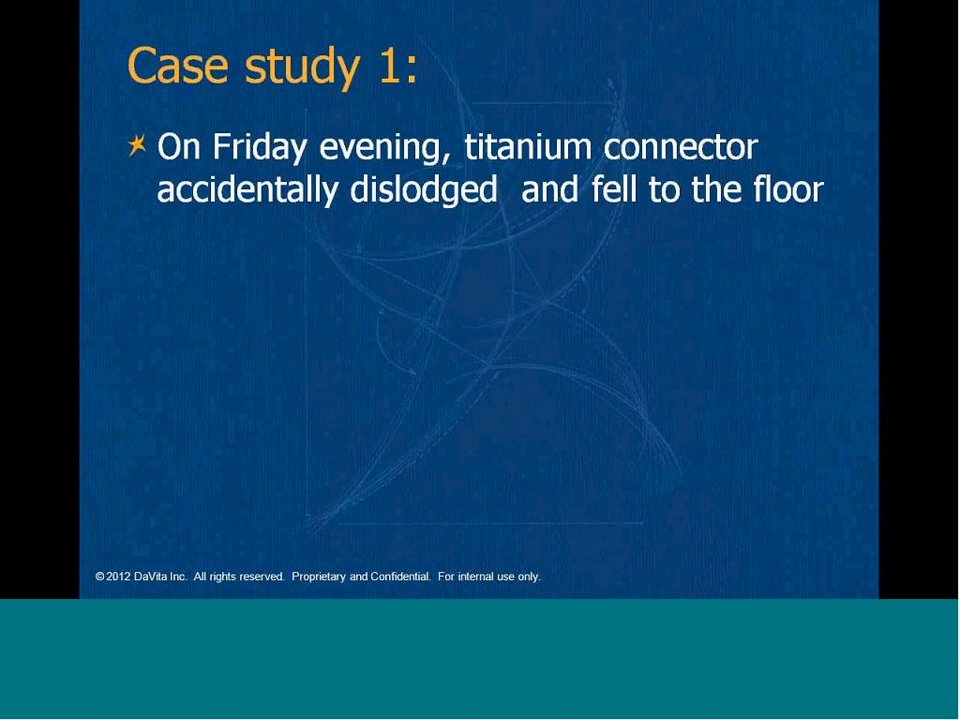 Case study 1:
On Friday evening, titanium connector
accidentally dislodged  and fell to the floor
© 2012 DaVita Inc.  All rights reserved.  Proprietary and Confidential.  For internal use only.